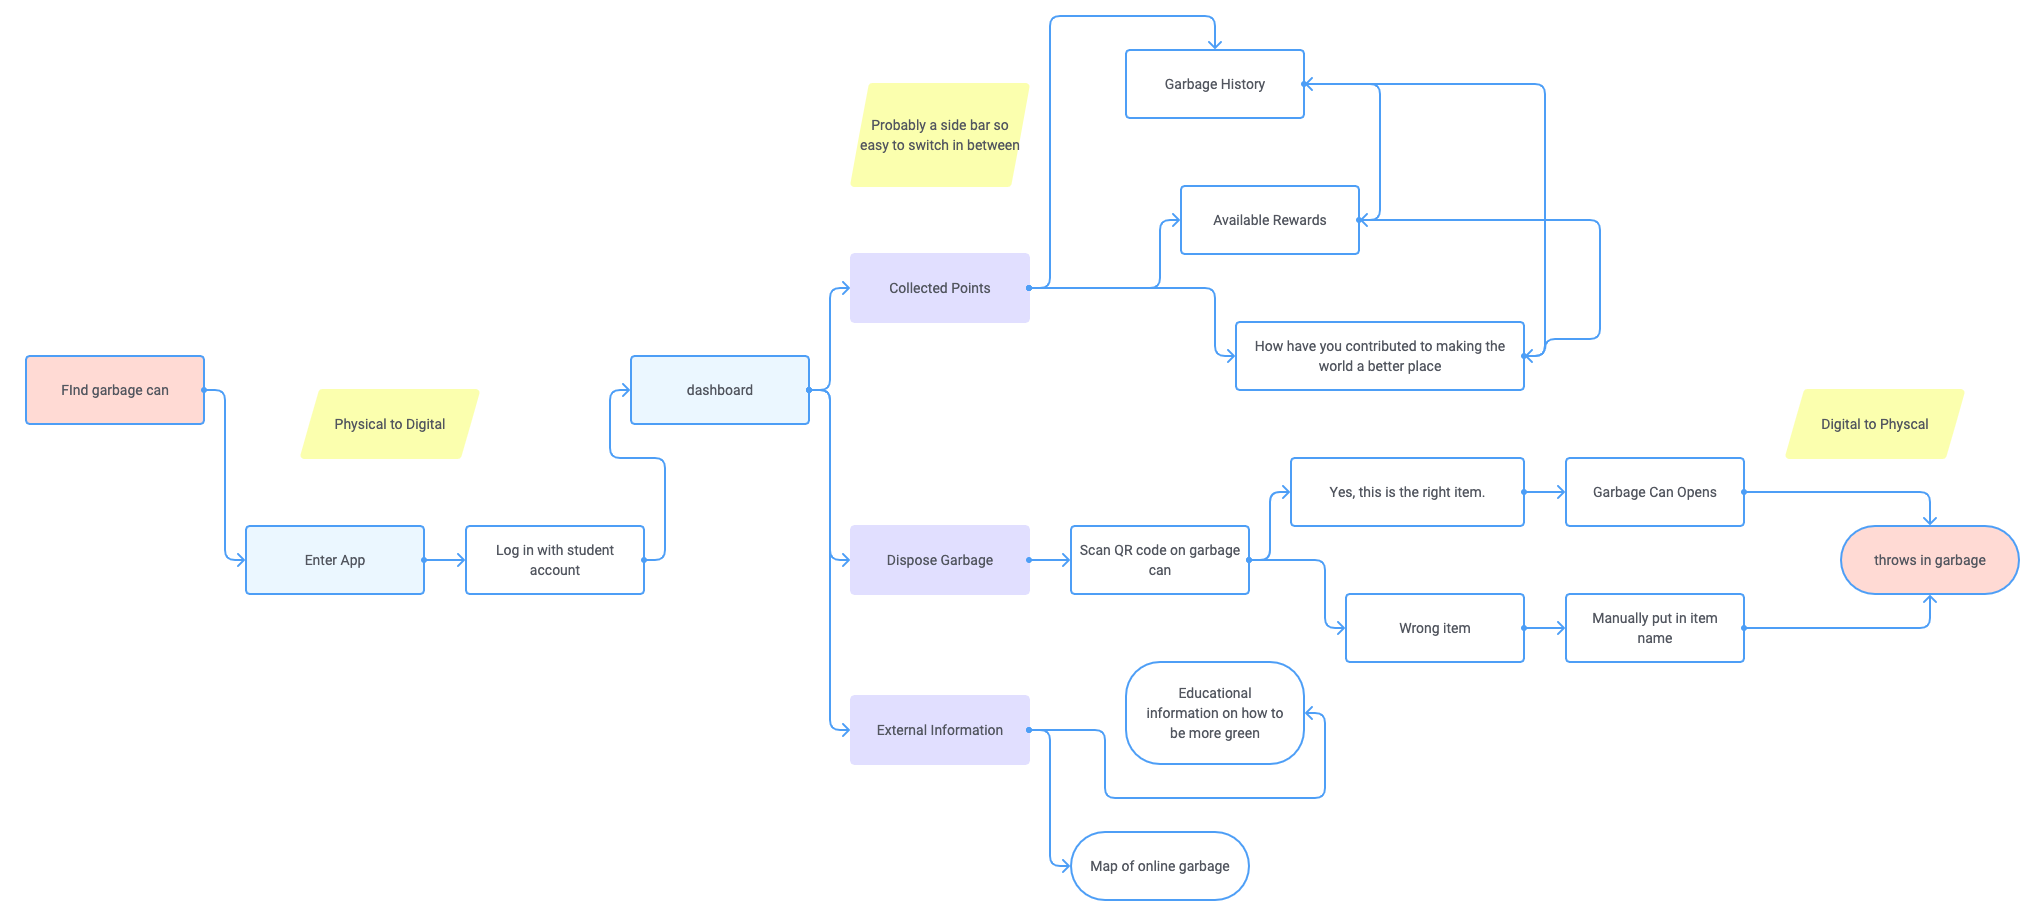 Garbage History
Probably a side bar so
easy to switch in between
Available Rewards
Collected Points
How have you contributed to making the
world a better place
FInd garbage can
dashboard
Physical to Digital
Digital to Physcal
Yes, this is the right item.
Garbage Can Opens
Enter App
Log in with student
account
Dispose Garbage
Scan QR code on garbage
can
throws in garbage
Wrong item
Manually put in item
name
External Information
Educational
information on how to
be more green
Map of online garbage